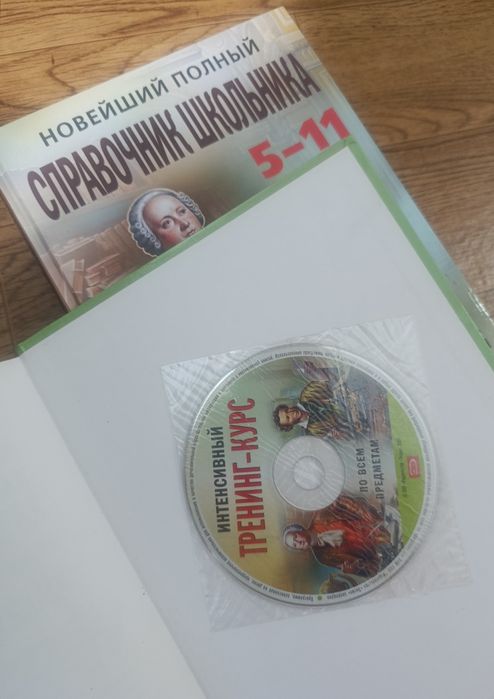 НОВЕЙШИЙ ПОЛНЫЙ
СПРАВОЧНИК ШКОЛЬНИКА
5–11
ИНТЕНСИВНЫЙ
ТРЕНИНГ-КУРС
ПО ВСЕМ
ПРЕДМЕТАМ